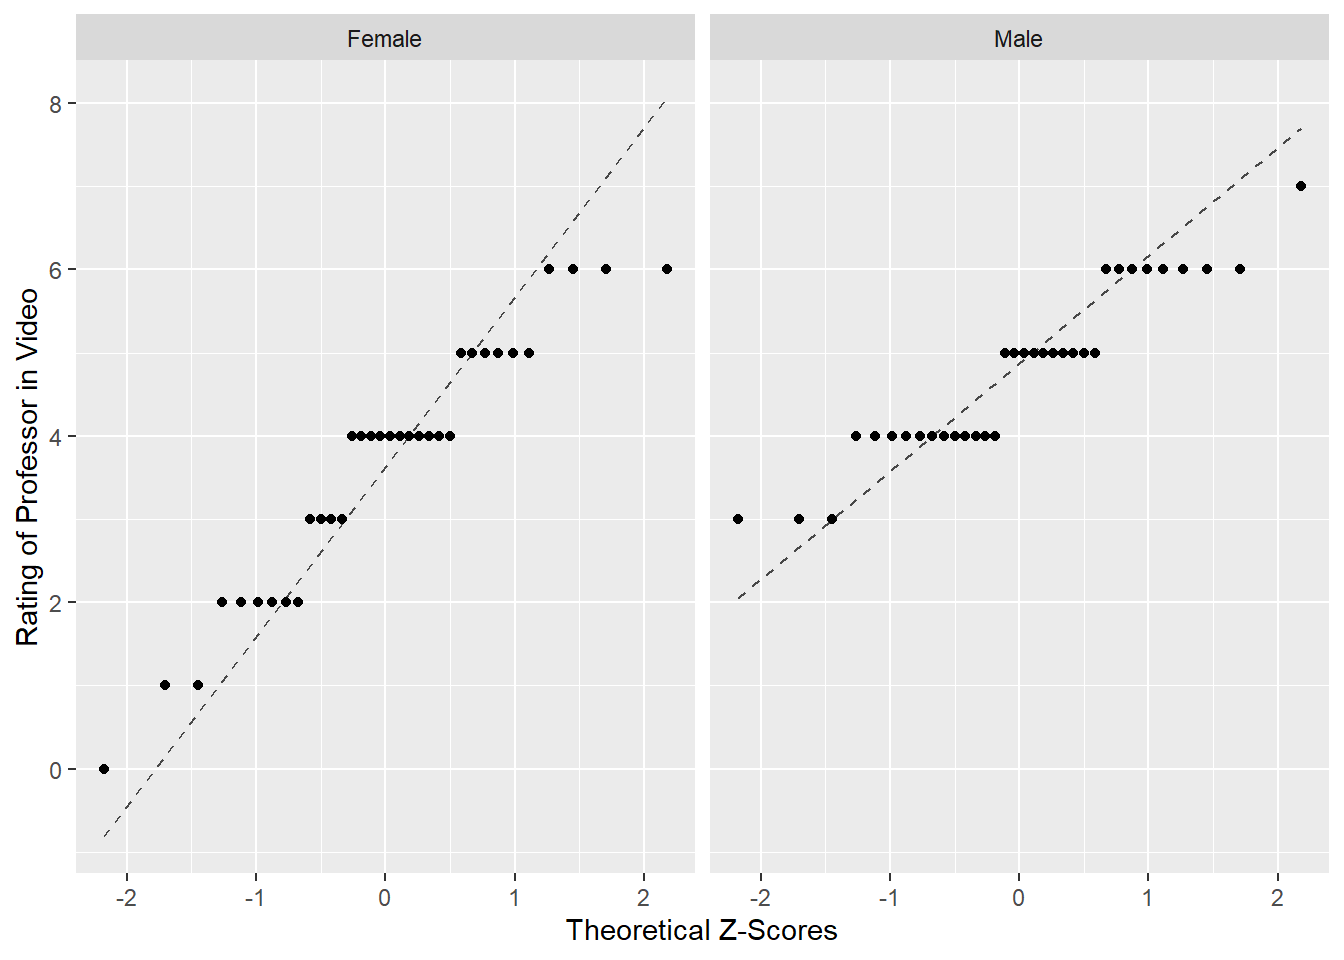 Female
Male
Rating of Professor in Video
8
6
4
2
0
-2 -1 0 1 2
-2 -1 0 1 2
Theoretical Z-Scores